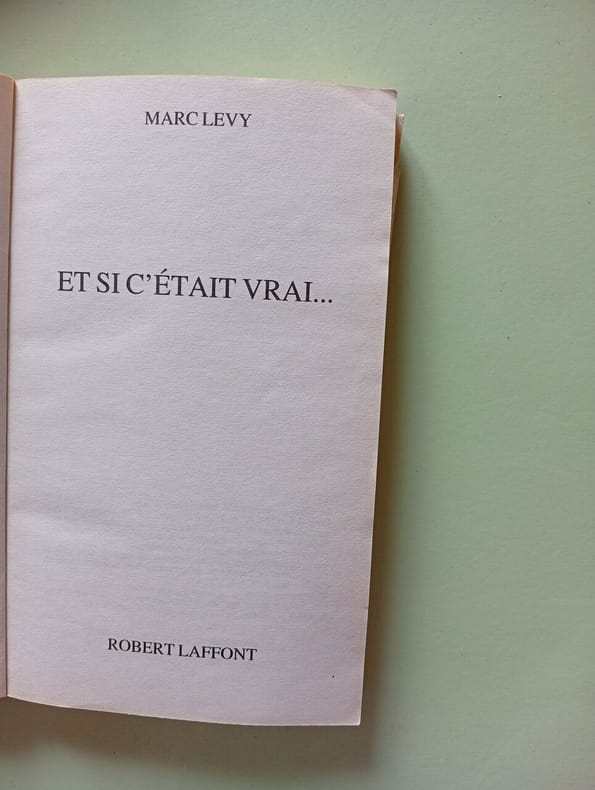 MARC LEVY
ET SI C'ÉTAIT VRAI...
ROBERT LAFFONT